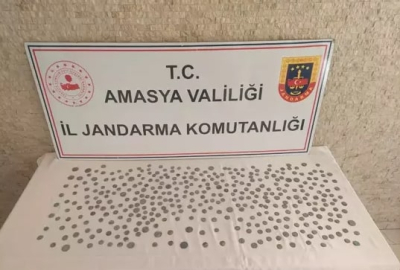 T.C.
AMASYA VALİLİĞİ
İL JANDARMA KOMUTANLIĞI